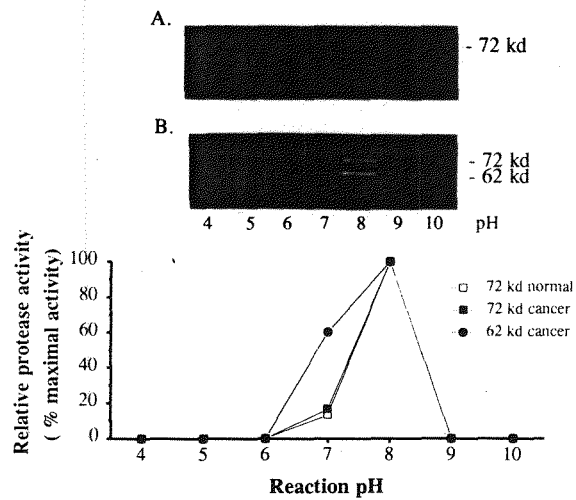 A.
- 72 kd
B.
- 72 kd
- 62 kd
4 5 6 7 8 9 10 pH
Relative protease activity
( % maximal activity)
100
60
40
20
0
4 5 6 7 8 9 10
Reaction pH
72 kd normal
72 kd cancer
62 kd cancer